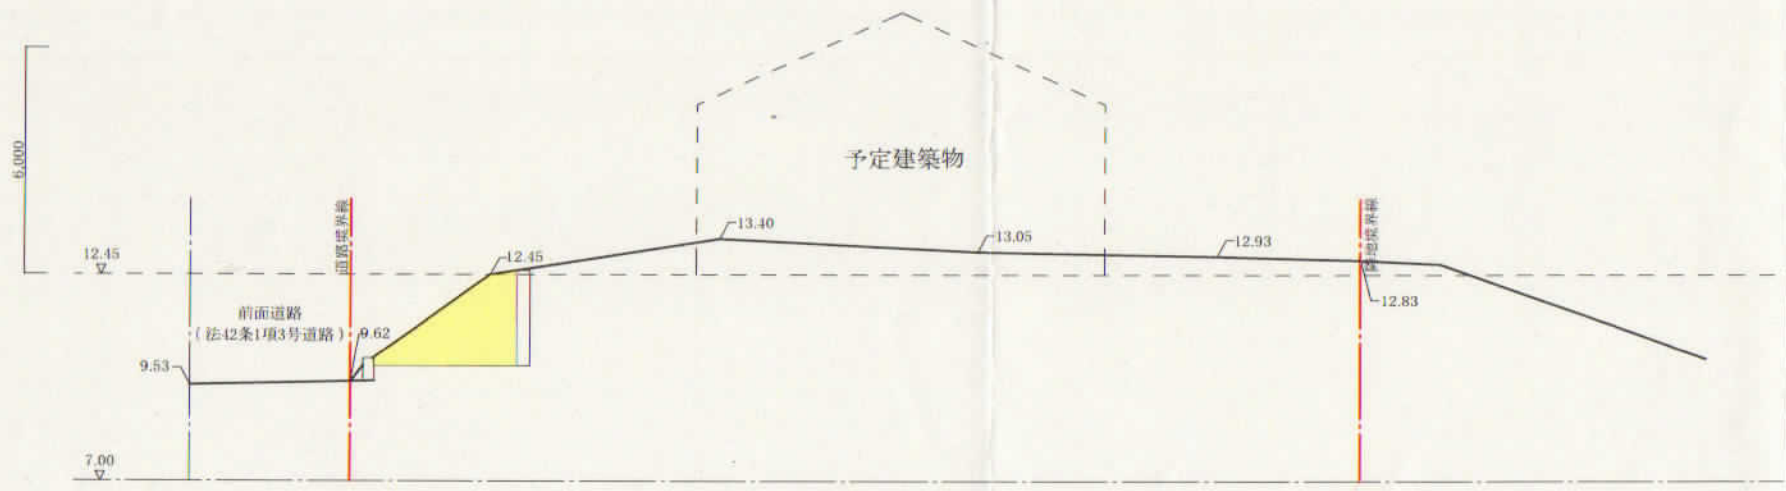 6,000
予定建築物
道路境界線
隣地境界線
13.40
13.05
12.93
12.45
12.45
12.83
前面道路
(法42条1項3号道路)
9.62
9.53
7.00